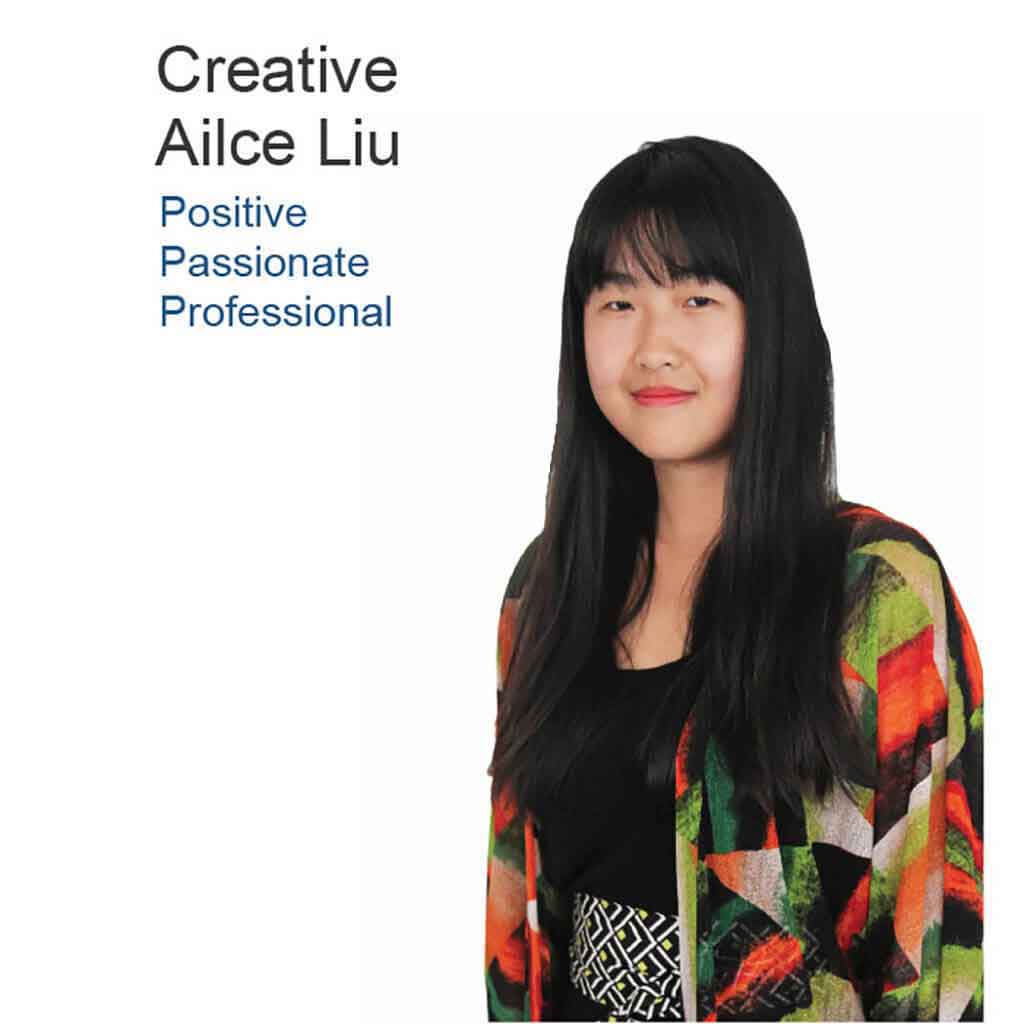 Creative
Ailce Liu
Positive
Passionate
Professional